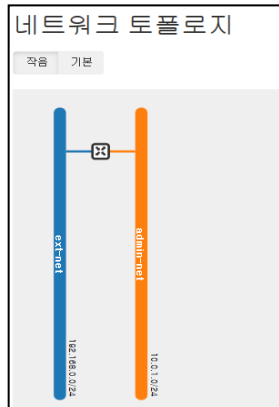 네트워크 토폴로지
작음 기본
ext-net
admin-net
192.168.0.0/24
10.0.1.0/24